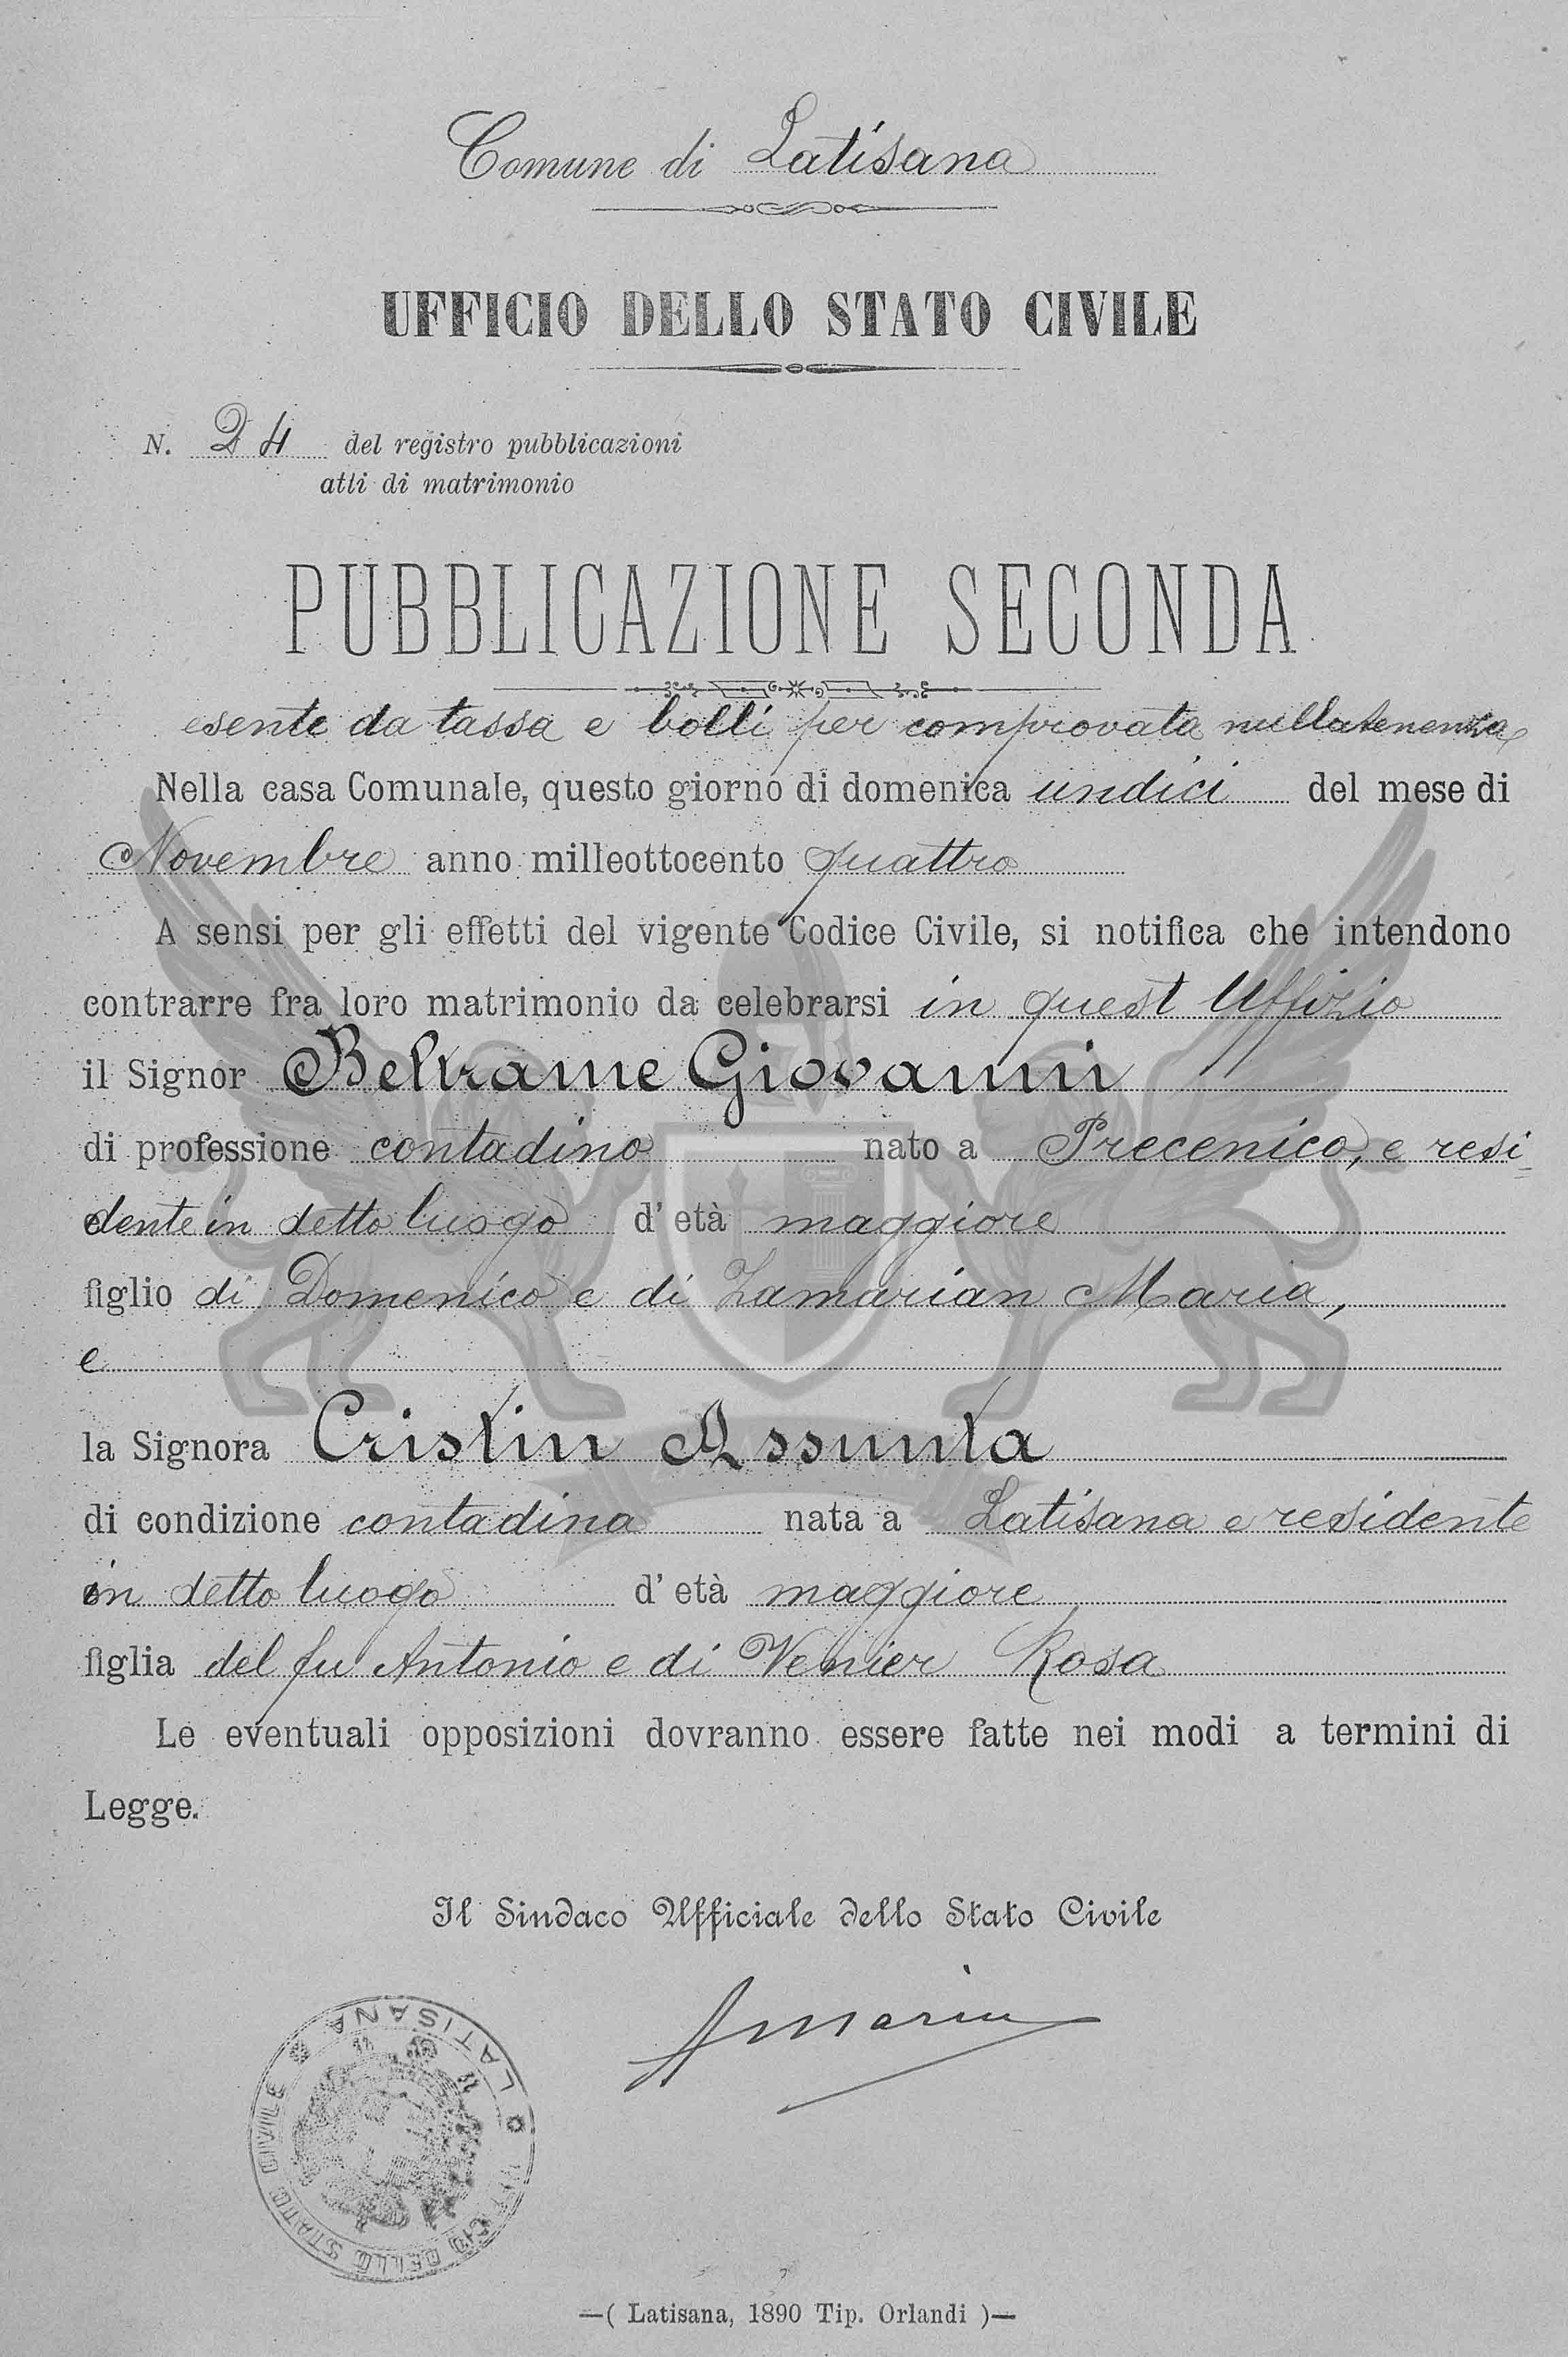 Comune di Latisana
UFFICIO DELLO STATO CIVILE
N. 24 del registro pubblicazioni
atti di matrimonio
PUBBLICAZIONE SECONDA
esente da tassa e bolli per comprovata nullatenenza
Nella casa Comunale, questo giorno di domenica undici del mese di
Novembre anno milleottocento quattro
A sensi per gli effetti del vigente Codice Civile, si notifica che intendono
contrarre fra loro matrimonio da celebrarsi in quest Uffizio
il Signor Beltrame Giovanni
di professione contadino nato a Precenico, e resi-
dente in detto luogo d' età maggiore
figlio di Domenico e di Zamarian Maria,
e
la Signora Cristin Assunta
di condizione contadina nata a Latisana e residente
in detto luogo d' età maggiore
figlia del fu Antonio e di Venier Rosa
Le eventuali opposizioni dovranno essere fatte nei modi a termini di
Legge.
Il Sindaco Ufficiale dello Stato Civile
UFFICIO DELLO STATO CIVILE LATISANA
—( Latisana, 1890 Tip. Orlandi )—